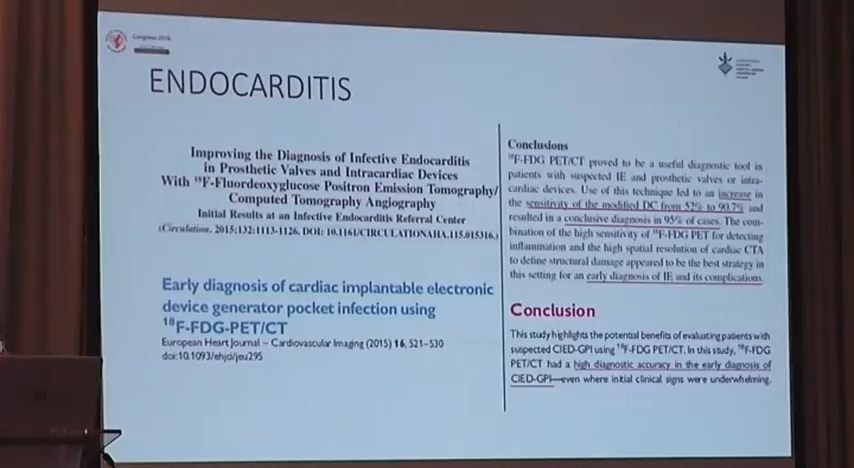 Congress 2016
ENDOCARDITIS
Improving the Diagnosis of Infective Endocarditis
in Prosthetic Valves and Intracardiac Devices
With ¹⁸F-Fluordeoxyglucose Positron Emission Tomography/
Computed Tomography Angiography
Initial Results at an Infective Endocarditis Referral Center
(Circulation. 2015;132:1113-1126. DOI: 10.1161/CIRCULATIONAHA.115.015316.)
Early diagnosis of cardiac implantable electronic
device generator pocket infection using
¹⁸F-FDG-PET/CT
European Heart Journal – Cardiovascular Imaging (2015) 16, 521–530
doi:10.1093/ehjci/jeu295
Conclusions
¹⁸F-FDG PET/CT proved to be a useful diagnostic tool in
patients with suspected IE and prosthetic valves or intra-
cardiac devices. Use of this technique led to an increase in
the sensitivity of the modified DC from 52% to 90.7% and
resulted in a conclusive diagnosis in 95% of cases. The com-
bination of the high sensitivity of ¹⁸F-FDG PET for detecting
inflammation and the high spatial resolution of cardiac CTA
to define structural damage appeared to be the best strategy in
this setting for an early diagnosis of IE and its complications.
Conclusion
This study highlights the potential benefits of evaluating patients with
suspected CIED-GPI using ¹⁸F-FDG PET/CT. In this study, ¹⁸F-FDG
PET/CT had a high diagnostic accuracy in the early diagnosis of
CIED-GPI—even where initial clinical signs were underwhelming.